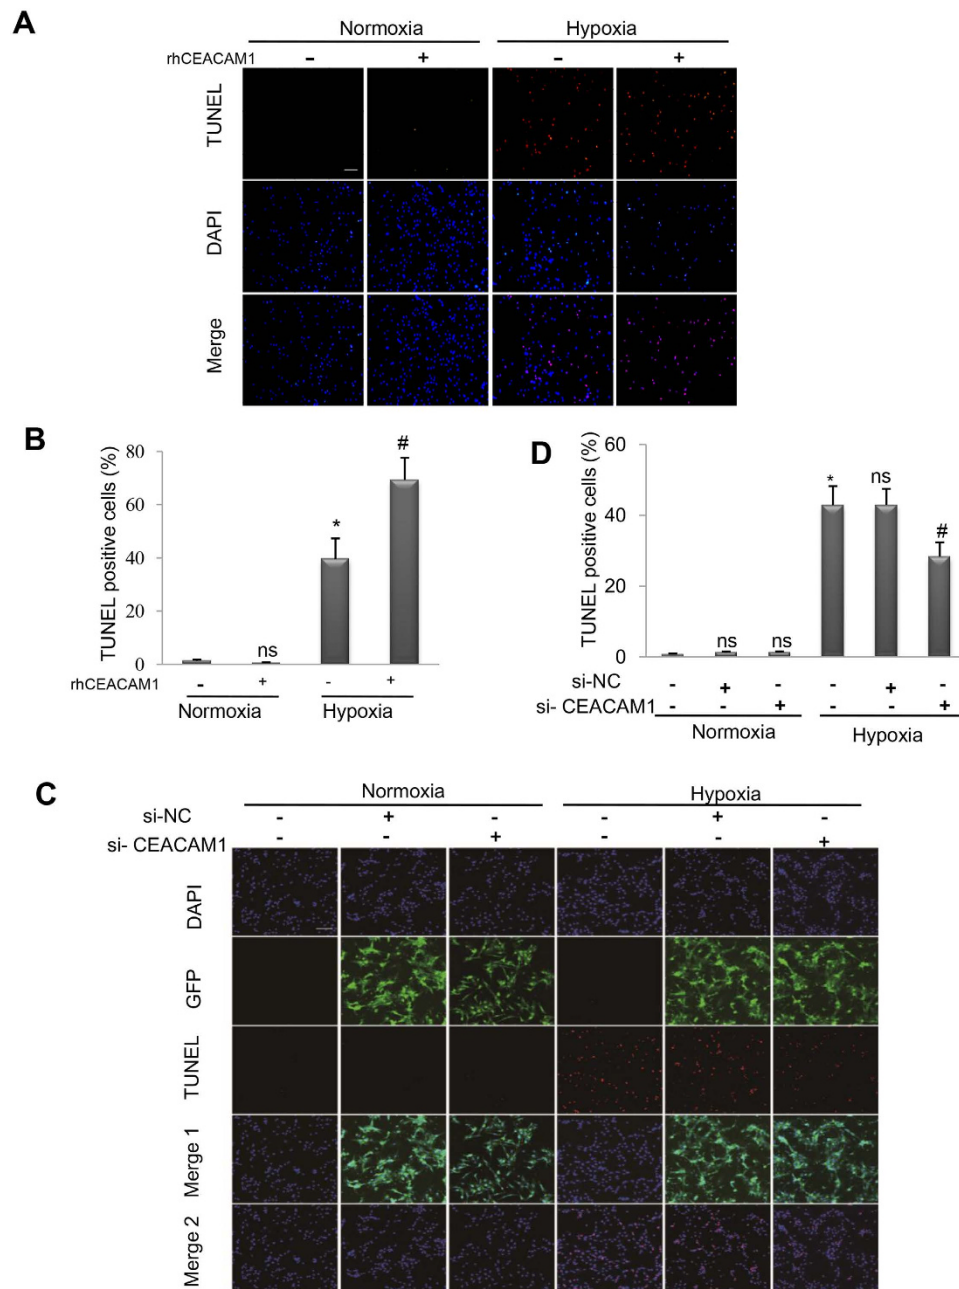 A
Normoxia Hypoxia
rhCEACAM1 - + - +
TUNEL
DAPI
Merge
B
TUNEL positive cells (%)
80
60
40
20
0
ns
*
#
rhCEACAM1 - + - +
Normoxia Hypoxia
D
TUNEL positive cells (%)
60
40
20
0
ns ns * ns #
si-NC - + - - + -
si- CEACAM1 - - + - - +
Normoxia Hypoxia
C
Normoxia Hypoxia
si-NC - + - - + -
si- CEACAM1 - - + - - +
DAPI
GFP
TUNEL
Merge 1
Merge 2